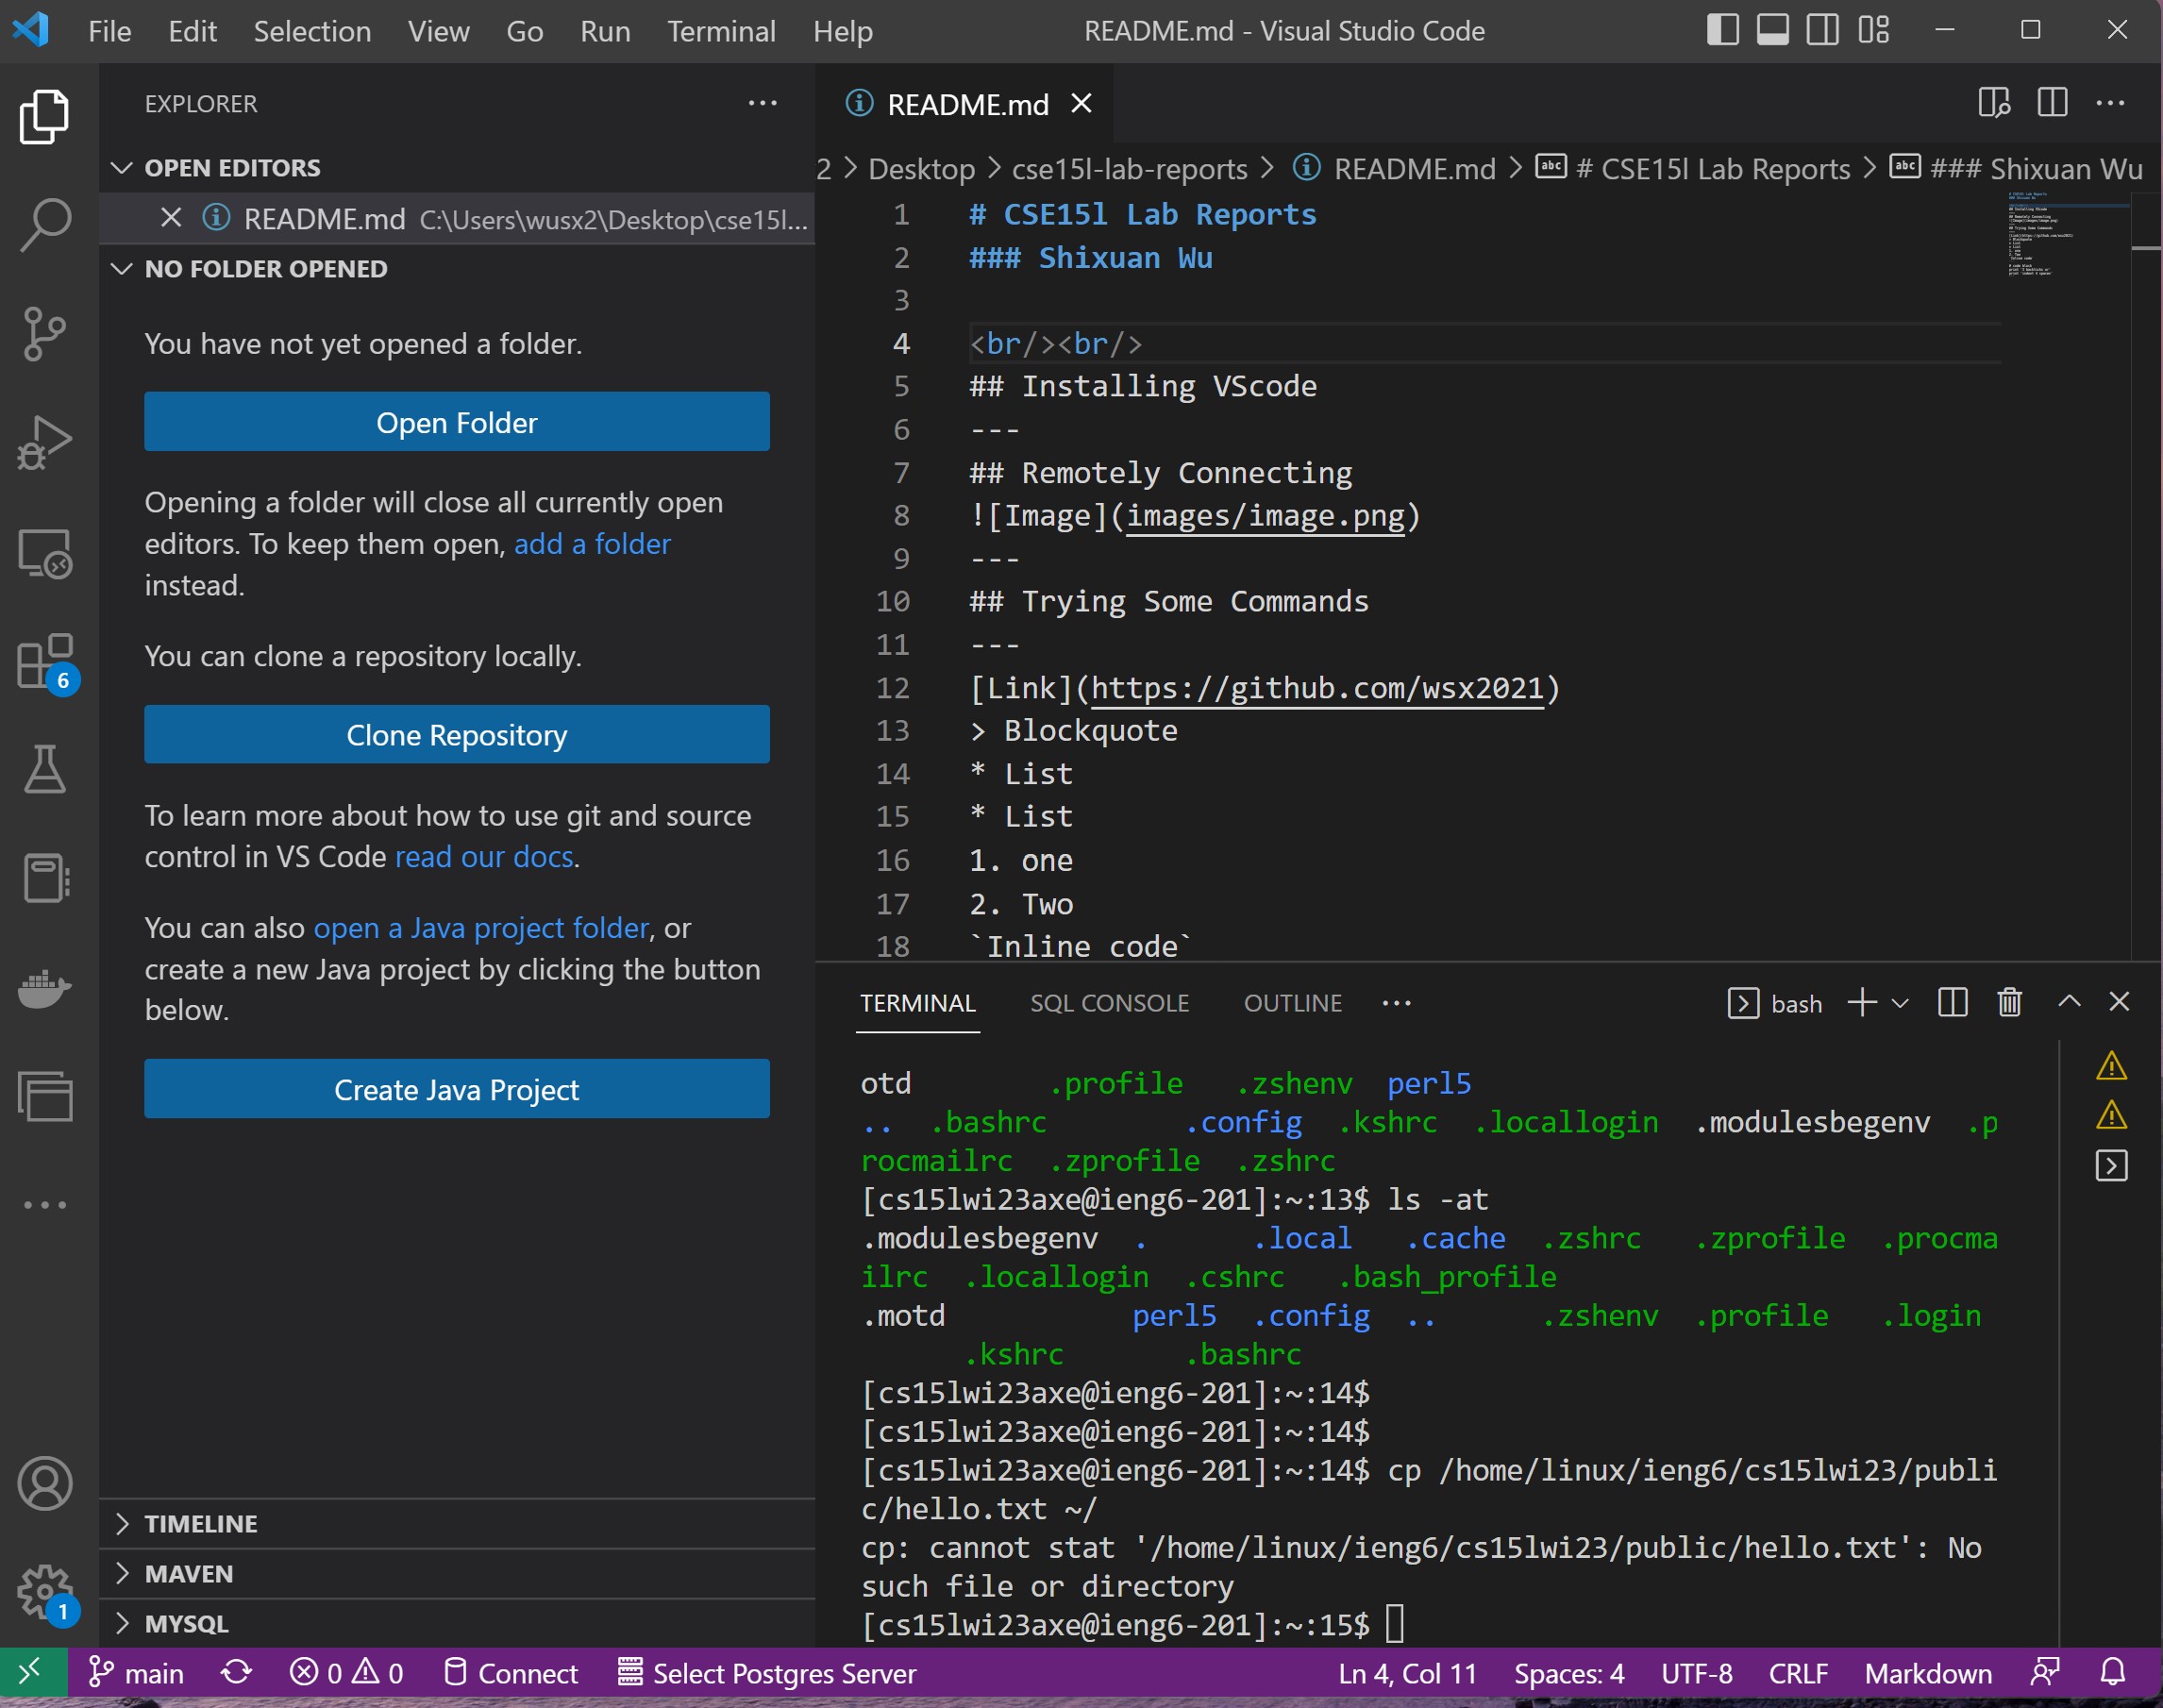 File Edit Selection View Go Run Terminal Help README.md - Visual Studio Code
EXPLORER
OPEN EDITORS
README.md C:\Users\wusx2\Desktop\cse15l...
NO FOLDER OPENED
You have not yet opened a folder.
Open Folder
Opening a folder will close all currently open
editors. To keep them open, add a folder
instead.
You can clone a repository locally.
Clone Repository
To learn more about how to use git and source
control in VS Code read our docs.
You can also open a Java project folder, or
create a new Java project by clicking the button
below.
Create Java Project
TIMELINE
MAVEN
MYSQL
6
1
README.md
2 > Desktop > cse15l-lab-reports > README.md > # CSE15l Lab Reports > ### Shixuan Wu
1 # CSE15l Lab Reports
2 ### Shixuan Wu
3
4 <br/><br/>
5 ## Installing VScode
6 ---
7 ## Remotely Connecting
8 ![Image](images/image.png)
9 ---
10 ## Trying Some Commands
11 ---
12 [Link](https://github.com/wsx2021)
13 > Blockquote
14 * List
15 * List
16 1. one
17 2. Two
18 `Inline code`
TERMINAL SQL CONSOLE OUTLINE ... bash
otd .profile .zshenv perl5
.. .bashrc .config .kshrc .locallogin .modulesbegenv .p
rocmailrc .zprofile .zshrc
[cs15lwi23axe@ieng6-201]:~:13$ ls -at
.modulesbegenv . .local .cache .zshrc .zprofile .procma
ilrc .locallogin .cshrc .bash_profile
.motd perl5 .config .. .zshenv .profile .login
.kshrc .bashrc
[cs15lwi23axe@ieng6-201]:~:14$
[cs15lwi23axe@ieng6-201]:~:14$
[cs15lwi23axe@ieng6-201]:~:14$ cp /home/linux/ieng6/cs15lwi23/publi
c/hello.txt ~/
cp: cannot stat '/home/linux/ieng6/cs15lwi23/public/hello.txt': No
such file or directory
[cs15lwi23axe@ieng6-201]:~:15$
main 0 0 Connect Select Postgres Server Ln 4, Col 11 Spaces: 4 UTF-8 CRLF Markdown